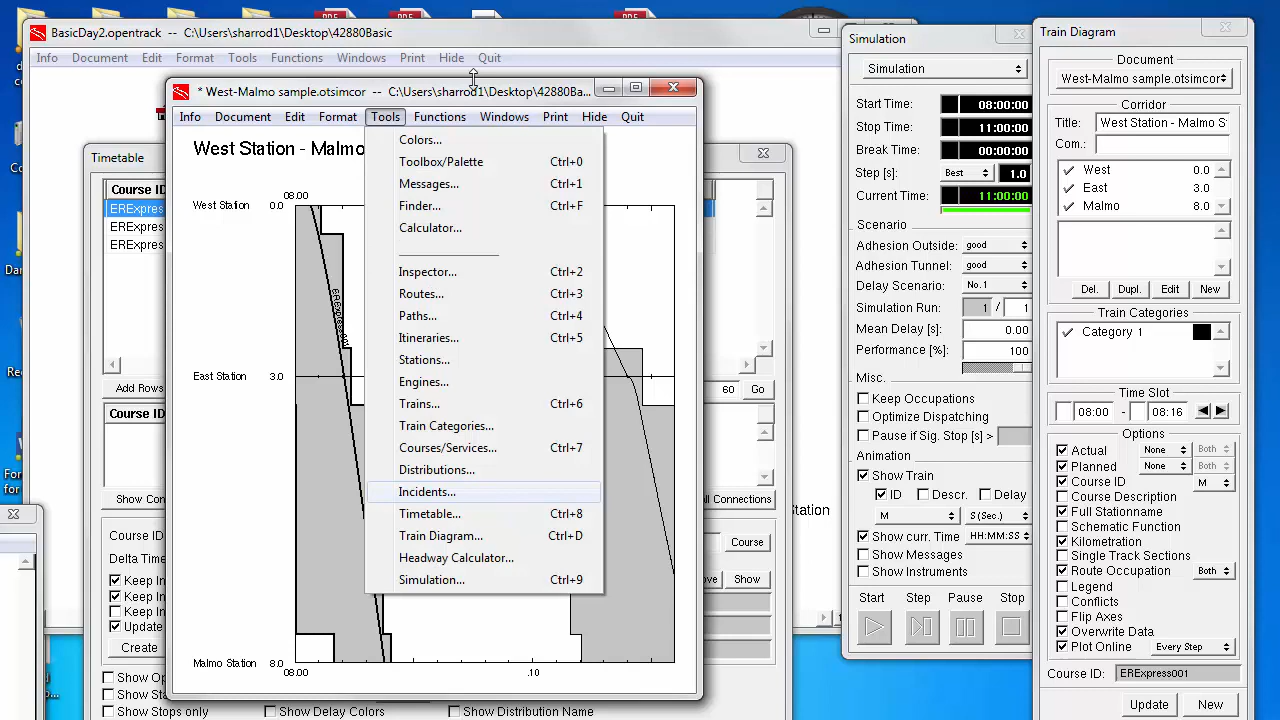 BasicDay2.opentrack -- C:\Users\sharrod1\Desktop\42880Basic
Info Document Edit Format Tools Functions Windows Print Hide Quit
* West-Malmo sample.otsimcor -- C:\Users\sharrod1\Desktop\42880Ba...
Info Document Edit Format Tools Functions Windows Print Hide Quit
West Station - Malmo
08.00
West Station 0.0
East Station 3.0
Malmo Station 8.0
08.00 .10
ERExpress001
Colors...
Toolbox/Palette Ctrl+0
Messages... Ctrl+1
Finder... Ctrl+F
Calculator...
Inspector... Ctrl+2
Routes... Ctrl+3
Paths... Ctrl+4
Itineraries... Ctrl+5
Stations...
Engines...
Trains... Ctrl+6
Train Categories...
Courses/Services... Ctrl+7
Distributions...
Incidents...
Timetable... Ctrl+8
Train Diagram... Ctrl+D
Headway Calculator...
Simulation... Ctrl+9
Timetable
Course ID
ERExpres
ERExpres
ERExpres
Add Rows
60 Go
Course ID
Show Con
ll Connections
Station
Course ID
Course
Delta Time
Keep In
Keep In
Keep In
Update
ove Show
Create
Show Op
Show Sta
Show Stops only Show Delay Colors Show Distribution Name
Simulation
Simulation
Start Time: 08:00:00
Stop Time: 11:00:00
Break Time: 00:00:00
Step [s]: Best 1.0
Current Time: 11:00:00
Scenario
Adhesion Outside: good
Adhesion Tunnel: good
Delay Scenario: No.1
Simulation Run: 1 / 1
Mean Delay [s]: 0.00
Performance [%]: 100
Misc.
Keep Occupations
Optimize Dispatching
Pause if Sig. Stop [s] >
Animation
Show Train
ID Descr. Delay
M S (Sec.)
Show curr. Time HH:MM:SS
Show Messages
Show Instruments
Start Step Pause Stop
Train Diagram
Document
West-Malmo sample.otsimcor
Corridor
Title: West Station - Malmo S
Com.:
West 0.0
East 3.0
Malmo 8.0
Del. Dupl. Edit New
Train Categories
Category 1
Time Slot
08:00 - 08:16
Options
Actual None Both
Planned None Both
Course ID M
Course Description
Full Stationname
Schematic Function
Kilometration
Single Track Sections
Route Occupation Both
Legend
Conflicts
Flip Axes
Overwrite Data
Plot Online Every Step
Course ID: ERExpress001
Update New